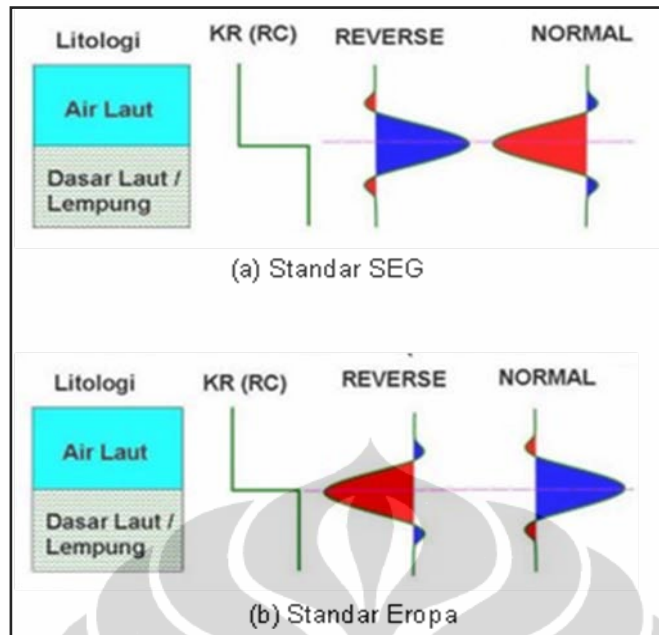 Litologi KR (RC) REVERSE NORMAL
Air Laut
Dasar Laut /
Lempung
(a) Standar SEG
Litologi KR (RC) REVERSE NORMAL
Air Laut
Dasar Laut /
Lempung
(b) Standar Eropa